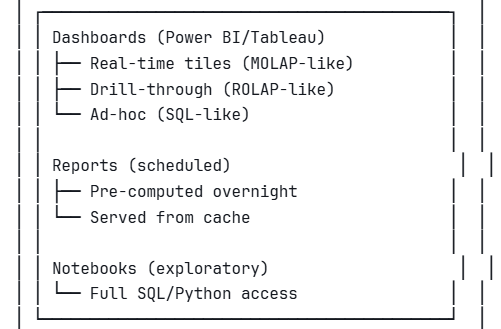 Dashboards (Power BI/Tableau)
├── Real-time tiles (MOLAP-like)
├── Drill-through (ROLAP-like)
└── Ad-hoc (SQL-like)
Reports (scheduled)
├── Pre-computed overnight
└── Served from cache
Notebooks (exploratory)
└── Full SQL/Python access